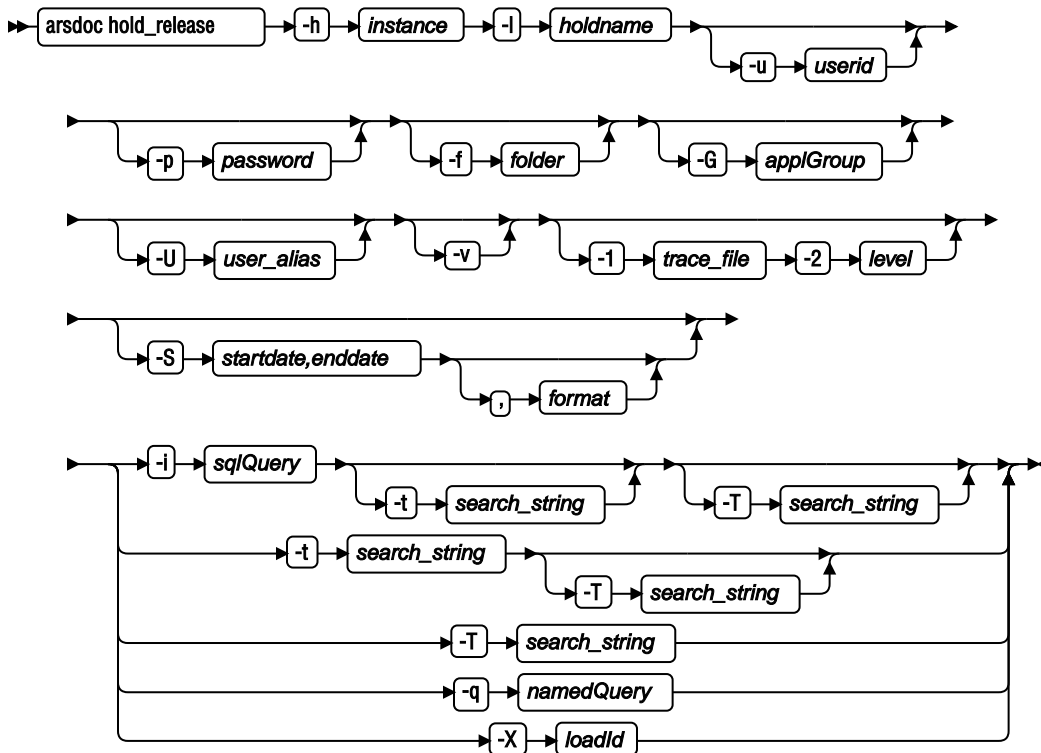 arsdoc hold_release -h instance -l holdname
-u userid
-p password -f folder -G applGroup
-U user_alias -v -1 trace_file -2 level
-S startdate,enddate
, format
-i sqlQuery
-t search_string -T search_string
-t search_string
-T search_string
-T search_string
-q namedQuery
-X loadId